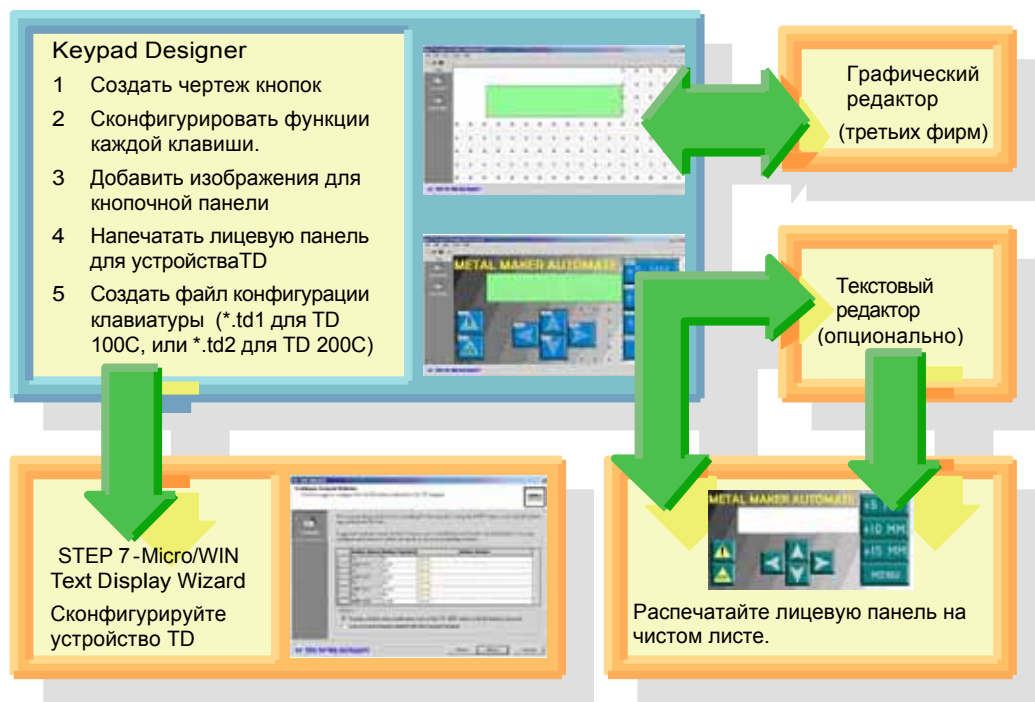 Keypad Designer
1 Создать чертеж кнопок
2 Сконфигурировать функции
каждой клавиши.
3 Добавить изображения для
кнопочной панели
4 Напечатать лицевую панель
для устройстваTD
5 Создать файл конфигурации
клавиатуры (*.td1 для TD
100C, или *.td2 для TD 200C)
METAL MAKER AUTOMATE
Графический
редактор
(третьих фирм)
Текстовый
редактор
(опционально)
STEP 7-Micro/WIN
Text Display Wizard
Сконфигурируйте
устройство TD
METAL MAKER AUTOMATE
+10 MM
+15 MM
MENU
Распечатайте лицевую панель на
чистом листе.